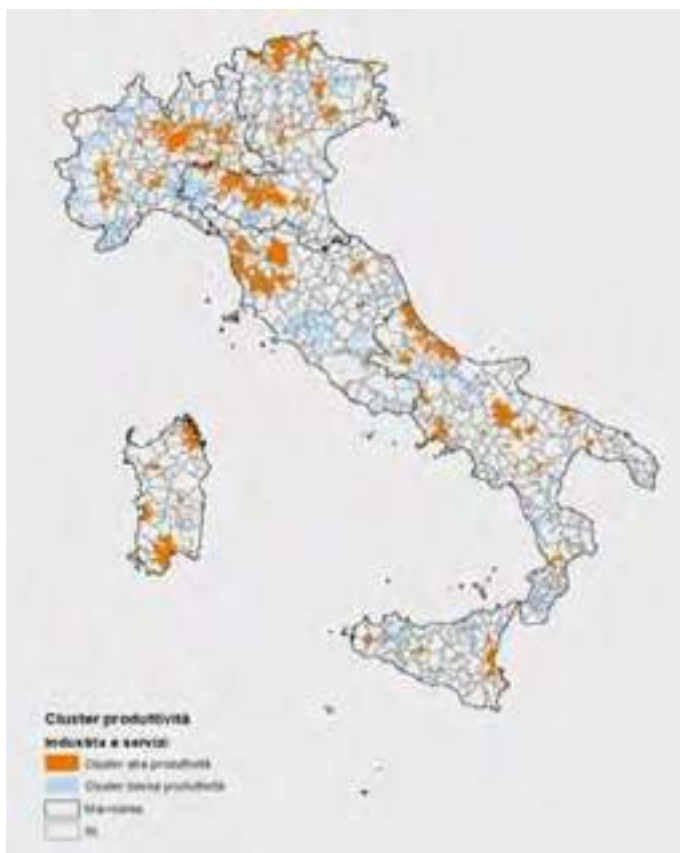 Cluster produttività
Industria e servizi
Cluster alta produttività
Cluster bassa produttività